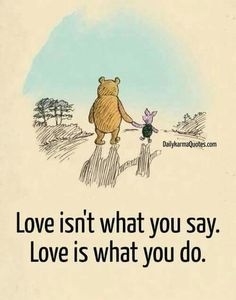 DailykarmaQuotes.com
Love isn't what you say.
Love is what you do.